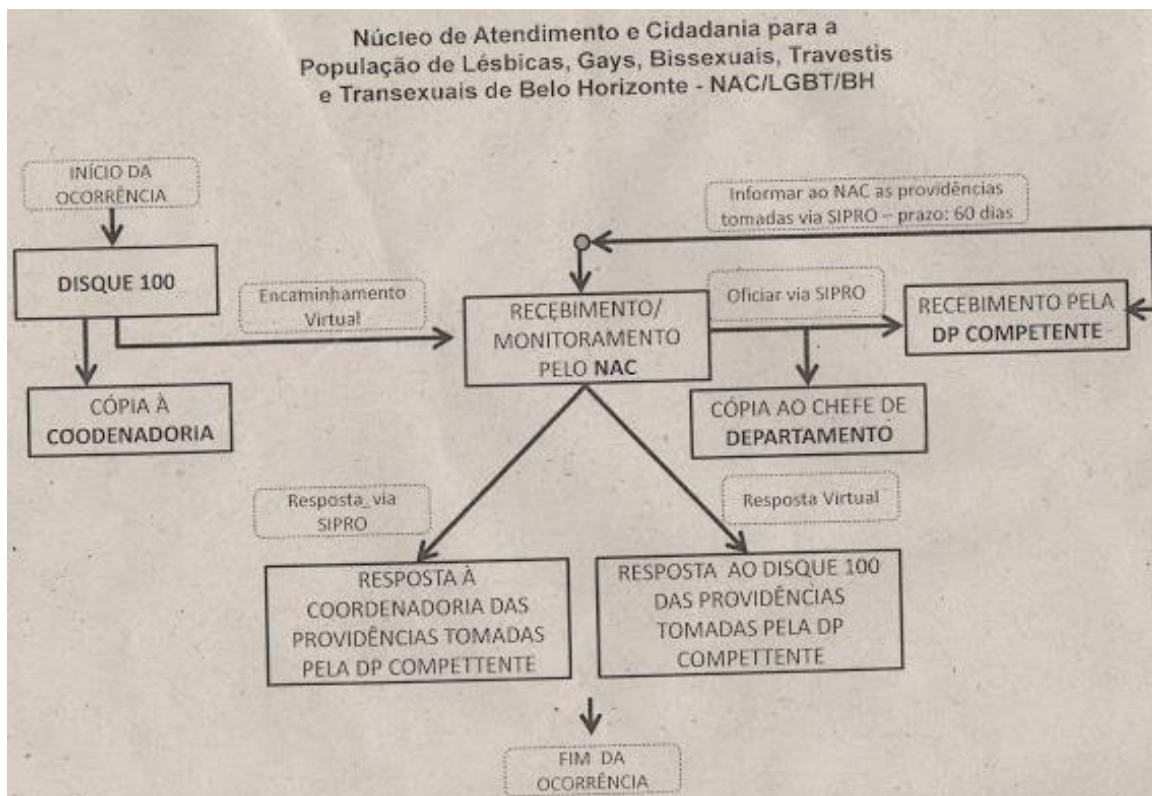 Núcleo de Atendimento e Cidadania para a
População de Lésbicas, Gays, Bissexuais, Travestis
e Transexuais de Belo Horizonte - NAC/LGBT/BH
INÍCIO DA
OCORRÊNCIA
Informar ao NAC as providências
tomadas via SIPRO – prazo: 60 dias
DISQUE 100
Encaminhamento
Virtual
RECEBIMENTO/
MONITORAMENTO
PELO NAC
Oficiar via SIPRO
RECEBIMENTO PELA
DP COMPETENTE
CÓPIA À
COODENADORIA
CÓPIA AO CHEFE DE
DEPARTAMENTO
Resposta via
SIPRO
Resposta Virtual
RESPOSTA À
COORDENADORIA DAS
PROVIDÊNCIAS TOMADAS
PELA DP COMPETTENTE
RESPOSTA AO DISQUE 100
DAS PROVIDÊNCIAS
TOMADAS PELA DP
COMPETTENTE
FIM DA
OCORRÊNCIA